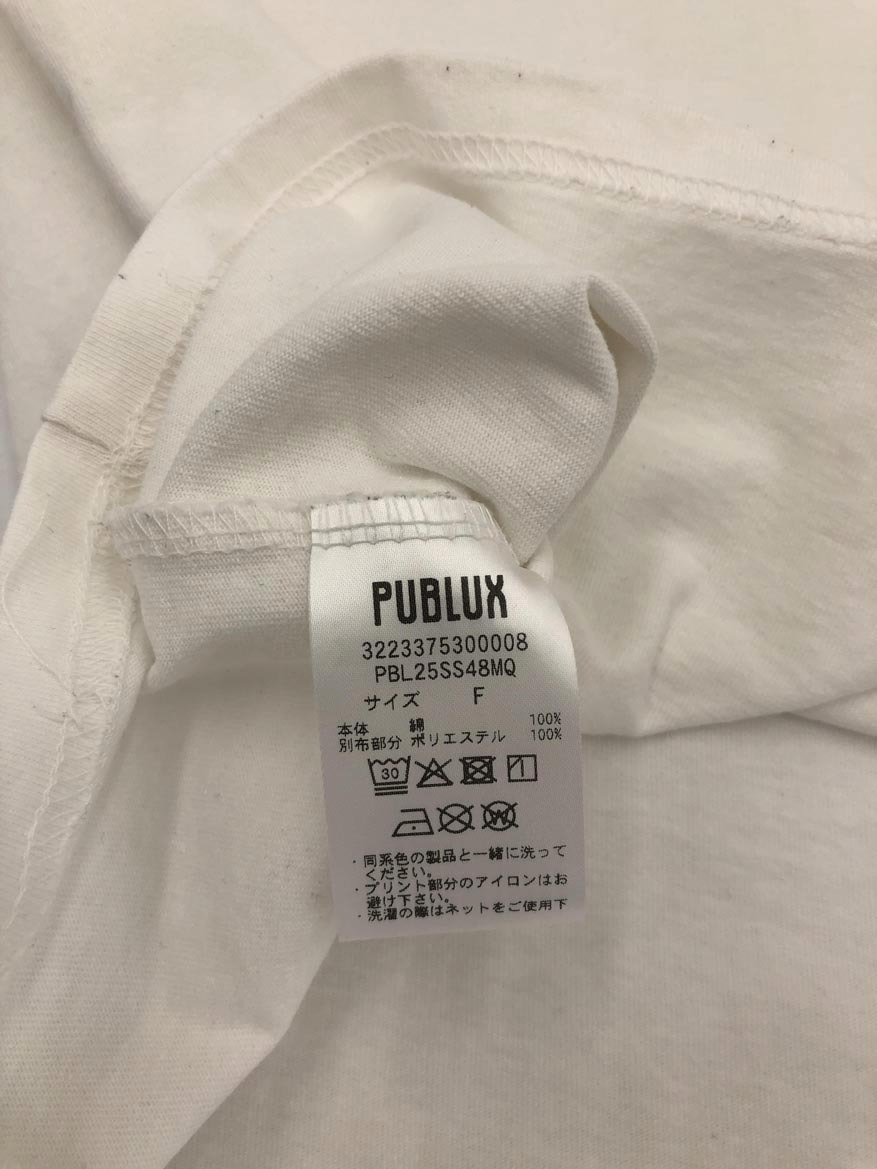 PUBLUX
3223375300008
PBL25SS48MQ
サイズ F
本体 綿 100%
別布部分 ポリエステル 100%
30
・同系色の製品と一緒に洗って
ください。
・プリント部分のアイロンはお
避け下さい。
・洗濯の際はネットをご使用下